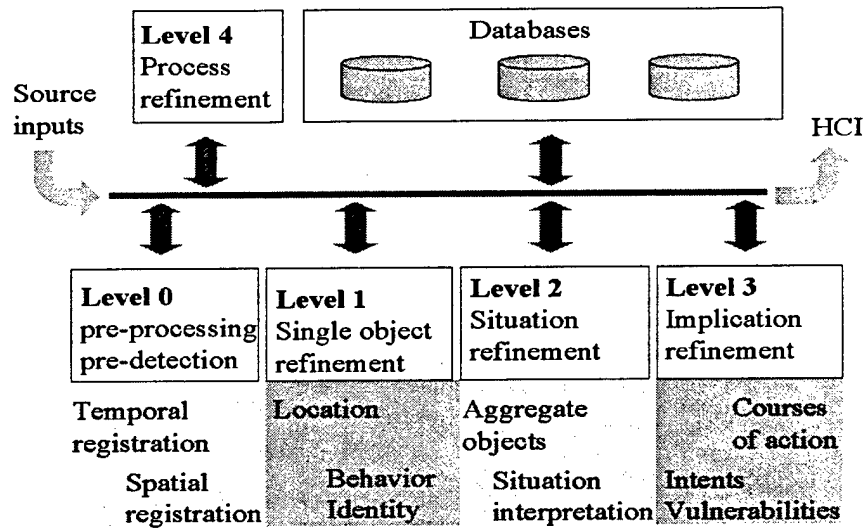 Level 4
Process
refinement
Databases
Source
inputs
HCI
Level 0
pre-processing
pre-detection
Level 1
Single object
refinement
Level 2
Situation
refinement
Level 3
Implication
refinement
Temporal
registration
Spatial
registration
Location
Behavior
Identity
Aggregate
objects
Situation
interpretation
Courses
of action
Intents
Vulnerabilities